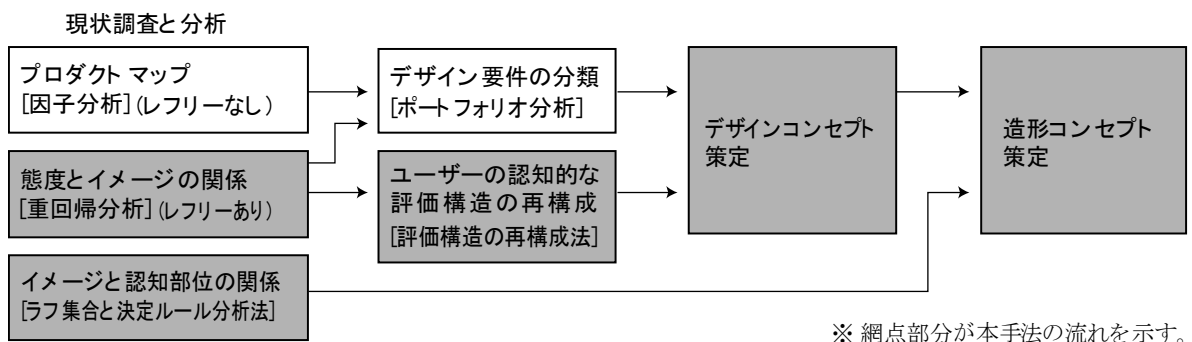 現状調査と分析
プロダクトマップ
[因子分析](レフリーなし)
態度とイメージの関係
[重回帰分析](レフリーあり)
イメージと認知部位の関係
[ラフ集合と決定ルール分析法]
デザイン要件の分類
[ポートフォリオ分析]
ユーザーの認知的な
評価構造の再構成
[評価構造の再構成法]
デザインコンセプト
策定
造形コンセプト
策定
※ 網点部分が本手法の流れを示す。